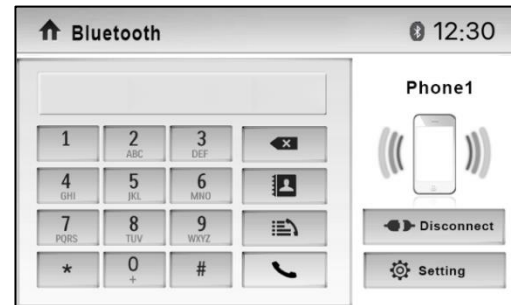 Bluetooth 12:30
Phone1
1 2 ABC 3 DEF
4 GHI 5 JKL 6 MNO
7 PQRS 8 TUV 9 WXYZ
* 0 + #
Disconnect
Setting